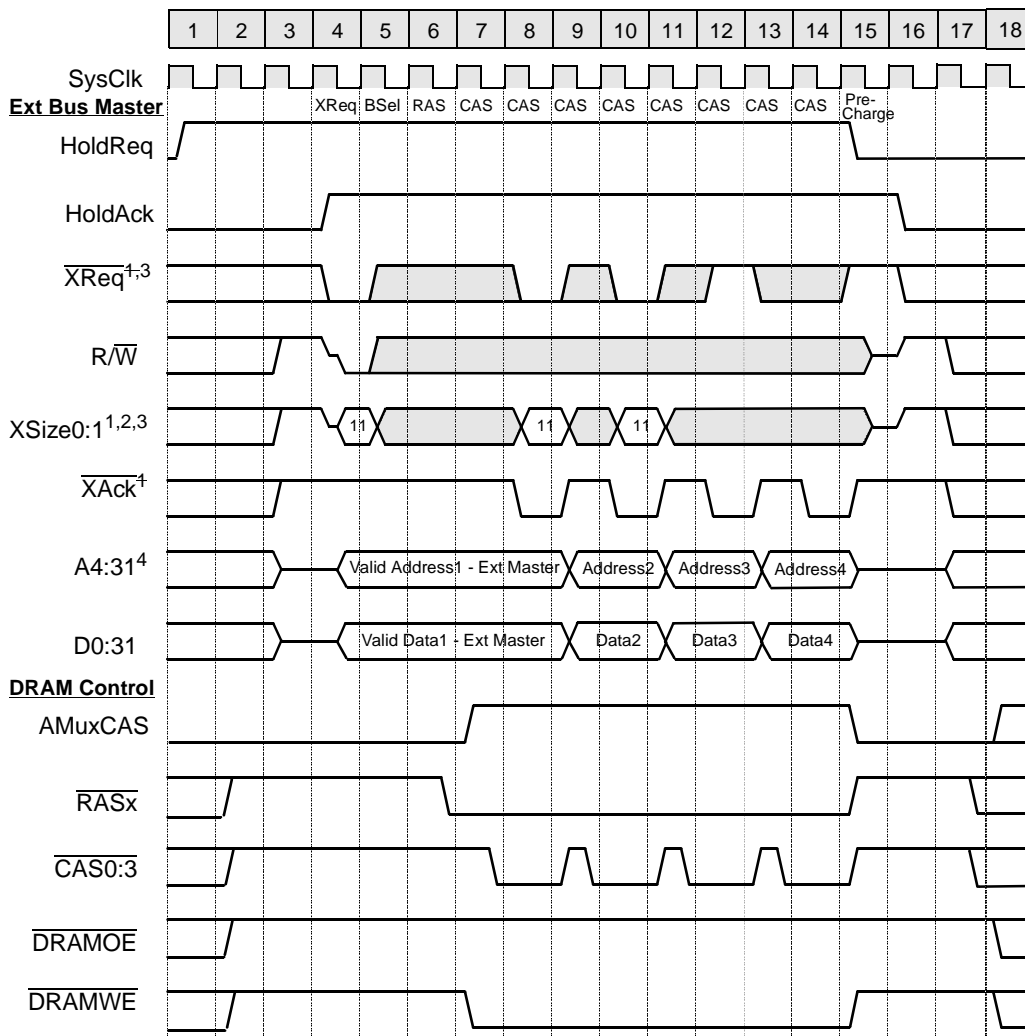 1 2 3 4 5 6 7 8 9 10 11 12 13 14 15 16 17 18
SysClk
Ext Bus Master
XReq BSel RAS CAS CAS CAS CAS CAS CAS CAS CAS Pre-
Charge
HoldReq
HoldAck
XReq1,3
R/W
XSize0:11,2,3
11 11 11
XAck1
A4:314
Valid Address1 - Ext Master Address2 Address3 Address4
D0:31
Valid Data1 - Ext Master Data2 Data3 Data4
DRAM Control
AMuxCAS
RASx
CAS0:3
DRAMOE
DRAMWE